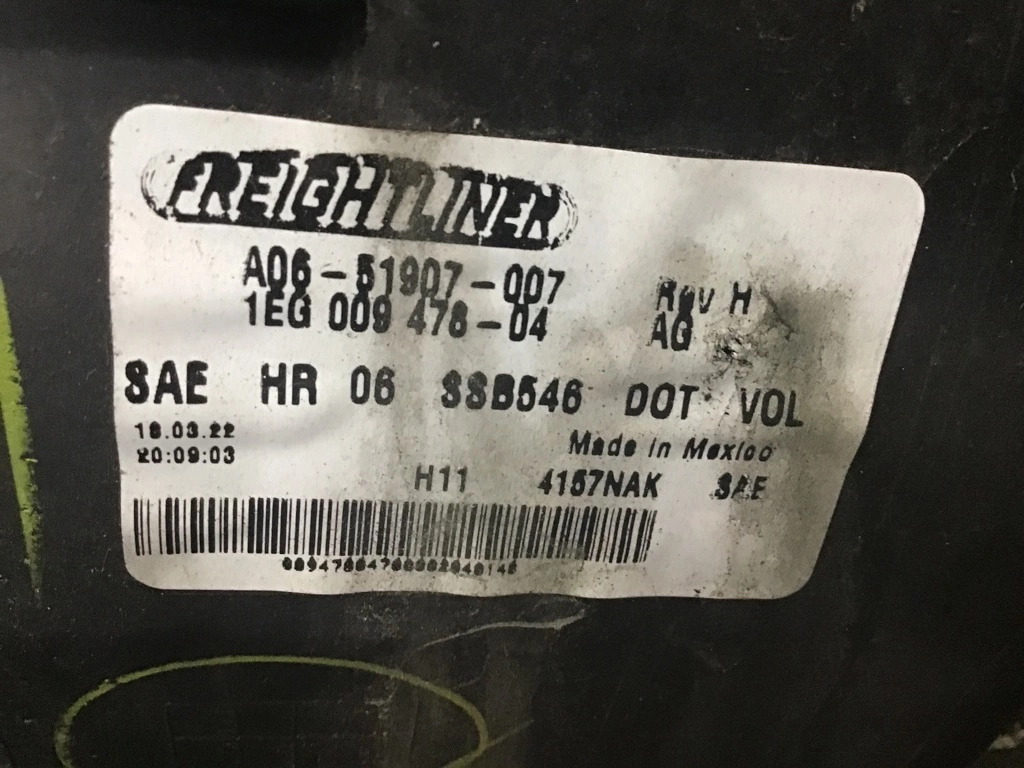 FREIGHTLINER
A06-51907-007 Rev H
1EG 009 478-04 AG
SAE HR 06 SSB546 DOT VOL
18.03.22 Made in Mexico
20:09:03
H11 4157NAK SAE